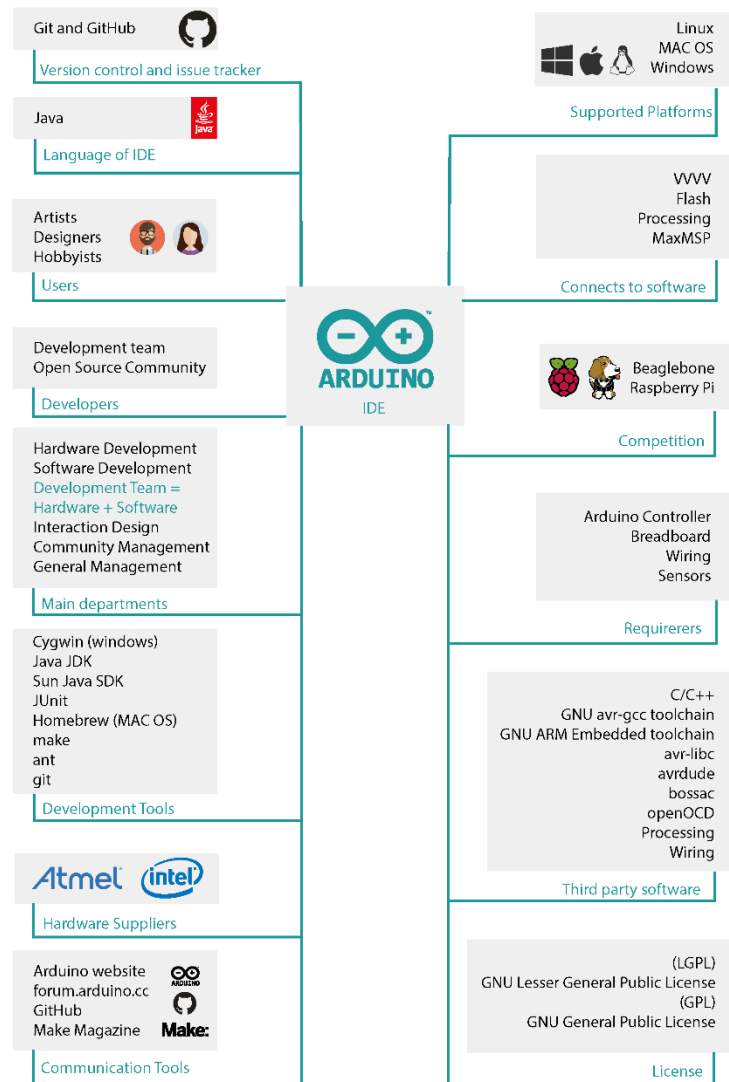 Git and GitHub
Version control and issue tracker
Java
Java
Language of IDE
Artists
Designers
Hobbyists
Users
Development team
Open Source Community
Developers
Hardware Development
Software Development
Development Team =
Hardware + Software
Interaction Design
Community Management
General Management
Main departments
Cygwin (windows)
Java JDK
Sun Java SDK
JUnit
Homebrew (MAC OS)
make
ant
git
Development Tools
Atmel
intel
Hardware Suppliers
Arduino website
ARDUINO
forum.arduino.cc
GitHub
Make Magazine
Make:
Communication Tools
TM
ARDUINO
IDE
Linux
MAC OS
Windows
Supported Platforms
VVVV
Flash
Processing
MaxMSP
Connects to software
Beaglebone
Raspberry Pi
Competition
Arduino Controller
Breadboard
Wiring
Sensors
Requirerers
C/C++
GNU avr-gcc toolchain
GNU ARM Embedded toolchain
avr-libc
avrdude
bossac
openOCD
Processing
Wiring
Third party software
(LGPL)
GNU Lesser General Public License
(GPL)
GNU General Public License
License